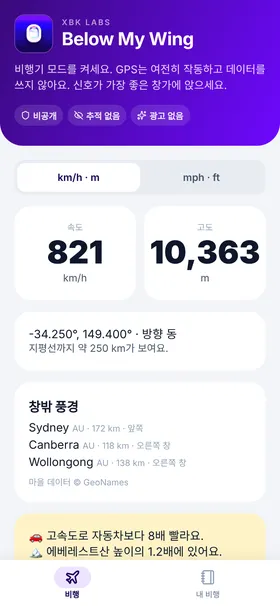 XBK LABS
Below My Wing
비행기 모드를 켜세요. GPS는 여전히 작동하고 데이터를
쓰지 않아요. 신호가 가장 좋은 창가에 앉으세요.
비공개 추적 없음 광고 없음
km/h · m mph · ft
속도 고도
821 10,363
km/h m
-34.250°, 149.400° · 방향 동
지평선까지 약 250 km가 보여요.
창밖 풍경
Sydney AU · 172 km · 앞쪽
Canberra AU · 118 km · 오른쪽 창
Wollongong AU · 138 km · 오른쪽 창
마을 데이터 © GeoNames
🚗 고속도로 자동차보다 8배 빨라요.
🏔️ 에베레스트산 높이의 1.2배에 있어요.
비행 내 비행